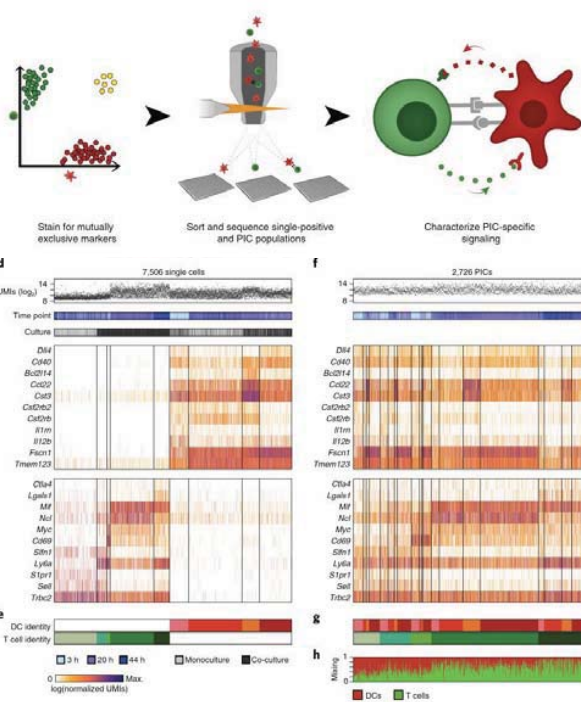 Stain for mutually
exclusive markers
Sort and sequence single-positive
and PIC populations
Characterize PIC-specific
signaling
d
7,506 single cells
UMIs (log2)
14
8
Time point
Culture
Dll4
Cd40
Bcl2l14
Ccl22
Cst3
Csf2rb2
Csf2rb
Il1rn
Il12b
Fscn1
Tmem123
Ctla4
Lgals1
Mif
Ncl
Myc
Cd69
Slfn1
Ly6a
S1pr1
Sell
Trbc2
e
DC identity
T cell identity
3 h
20 h
44 h
Monoculture
Co-culture
0
Max.
log(normalized UMIs)
f
2,726 PICs
14
8
Dll4
Cd40
Bcl2l14
Ccl22
Cst3
Csf2rb2
Csf2rb
Il1rn
Il12b
Fscn1
Tmem123
Ctla4
Lgals1
Mif
Ncl
Myc
Cd69
Slfn1
Ly6a
S1pr1
Sell
Trbc2
g
h
Mixing
1
0
DCs
T cells